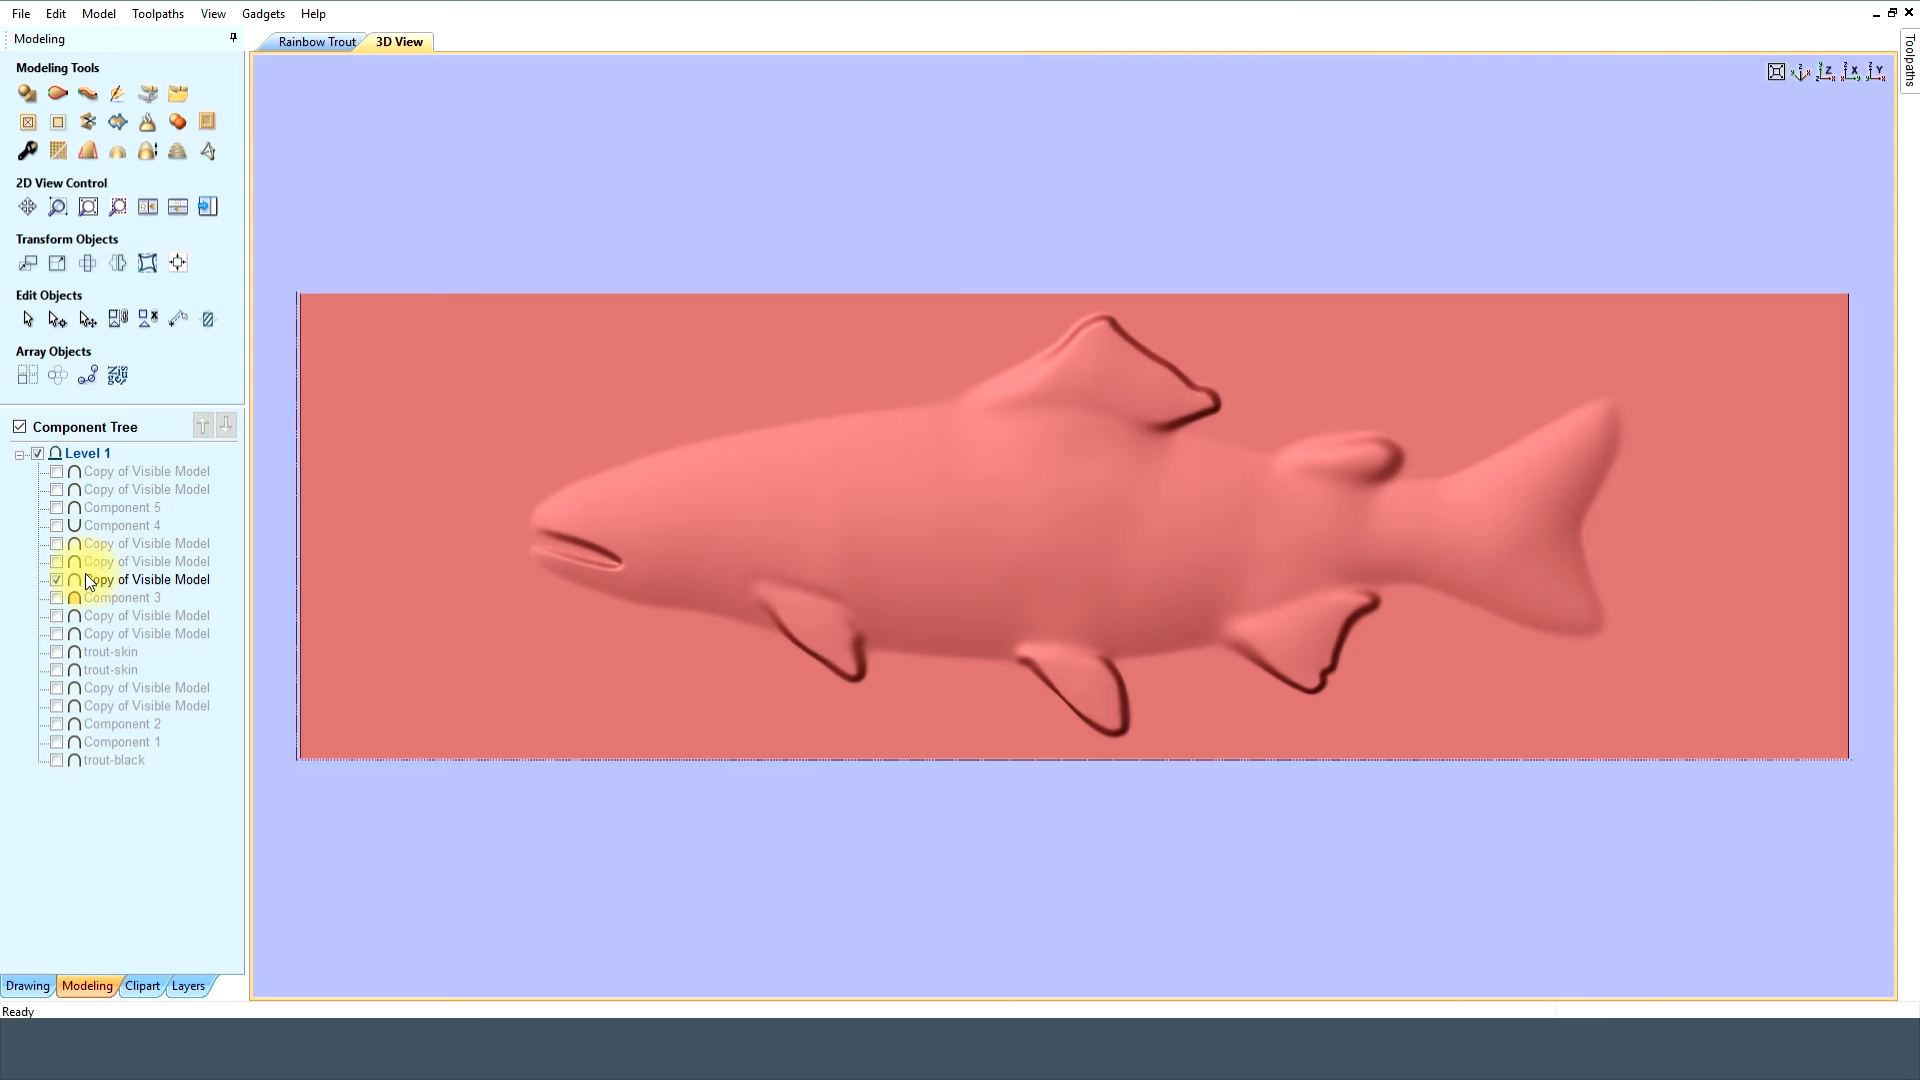 File Edit Model Toolpaths View Gadgets Help
Modeling
Rainbow Trout 3D View
Toolpaths
Modeling Tools
2D View Control
Transform Objects
Edit Objects
Array Objects
Component Tree
Level 1
Copy of Visible Model
Copy of Visible Model
Component 5
Component 4
Copy of Visible Model
Copy of Visible Model
Copy of Visible Model
Component 3
Copy of Visible Model
Copy of Visible Model
trout-skin
trout-skin
Copy of Visible Model
Copy of Visible Model
Component 2
Component 1
trout-black
Drawing Modeling Clipart Layers
Ready